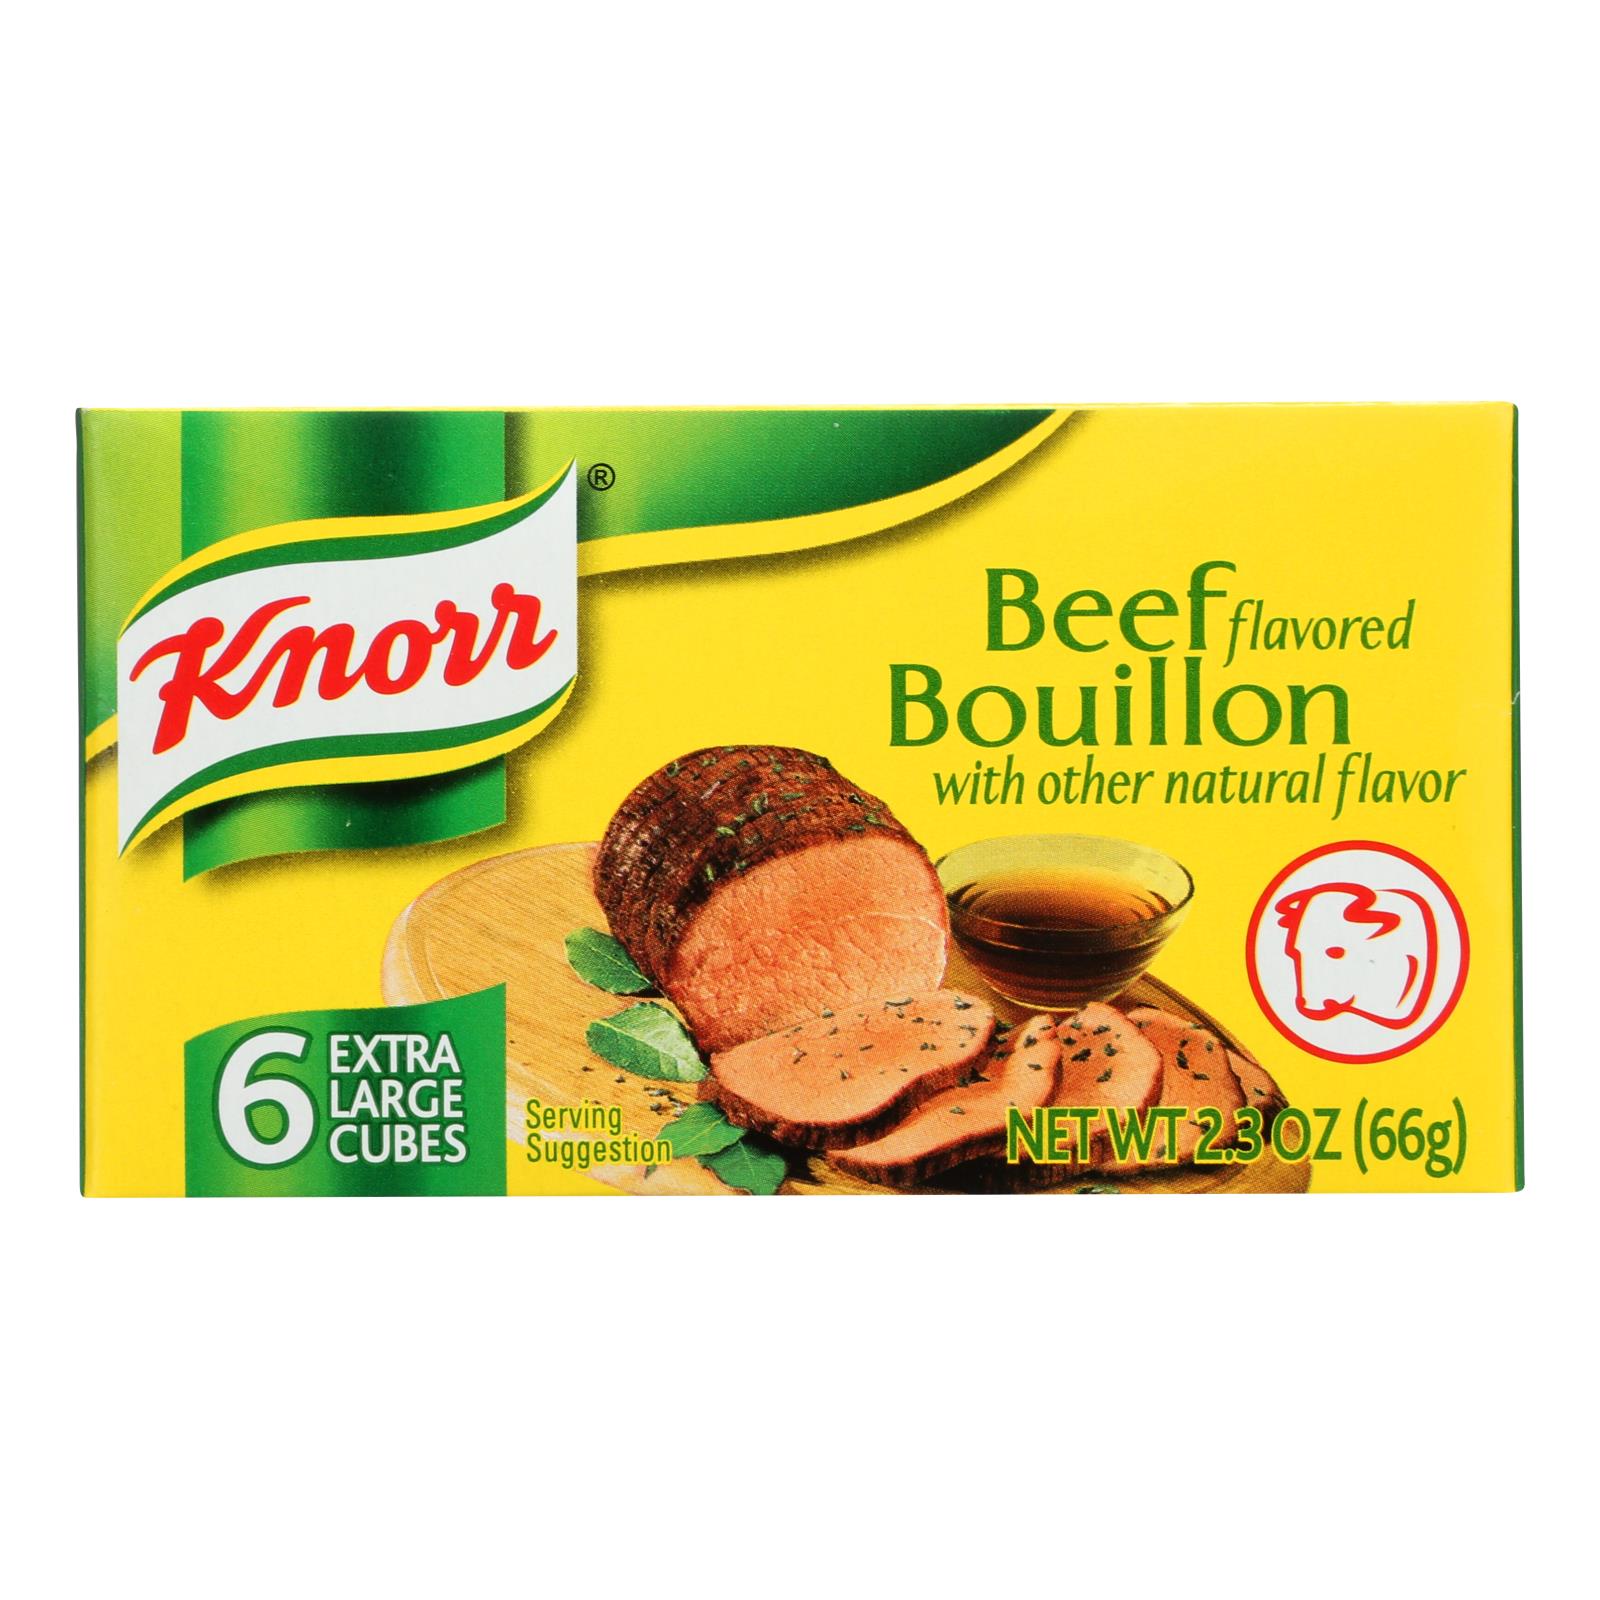 Knorr®
Beef flavored
Bouillon
with other natural flavor
6 EXTRA
LARGE
CUBES
Serving
Suggestion
NET WT 2.3 OZ (66g)